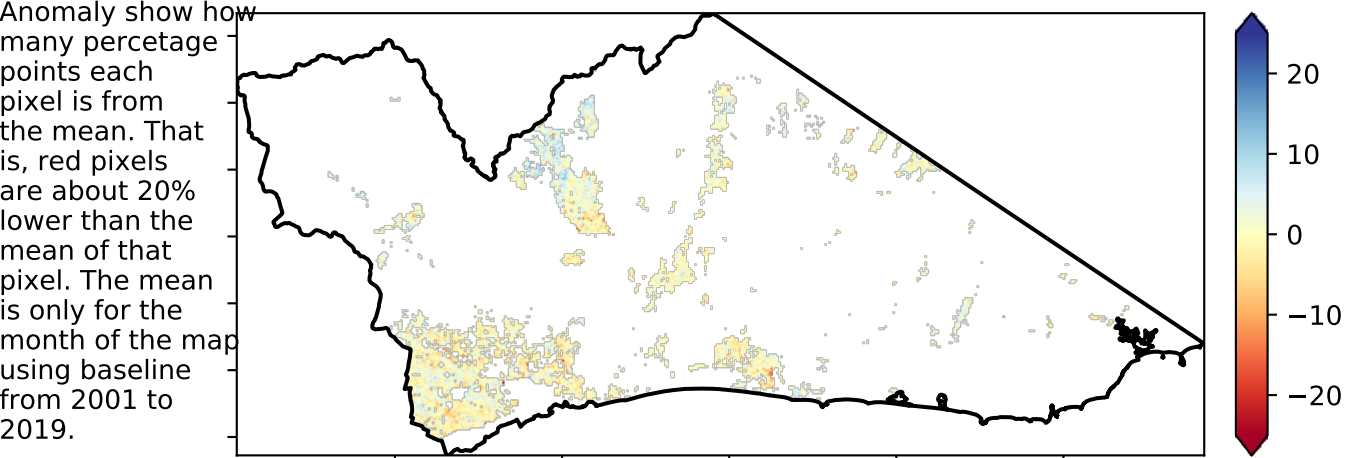 Anomaly show how
many percetage
points each
pixel is from
the mean. That
is, red pixels
are about 20%
lower than the
mean of that
pixel. The mean
is only for the
month of the map
using baseline
from 2001 to
2019.
20
10
0
−10
−20